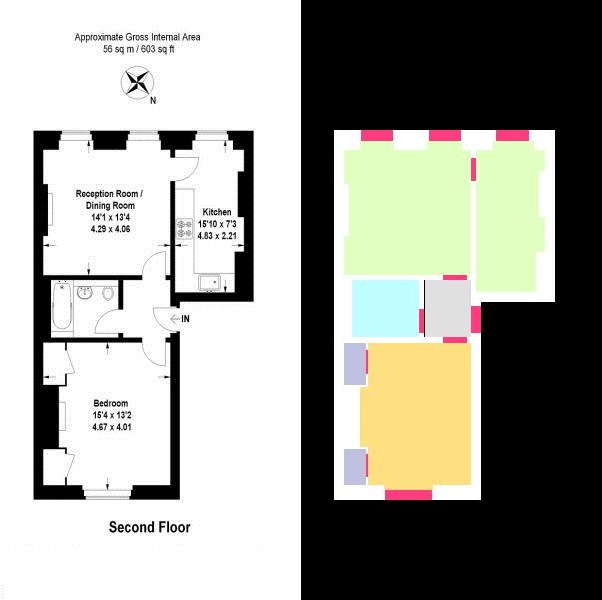 Approximate Gross Internal Area
56 sq m / 603 sq ft
N
Reception Room /
Dining Room
14'1 x 13'4
4.29 x 4.06
Kitchen
15'10 x 7'3
4.83 x 2.21
IN
Bedroom
15'4 x 13'2
4.67 x 4.01
Second Floor